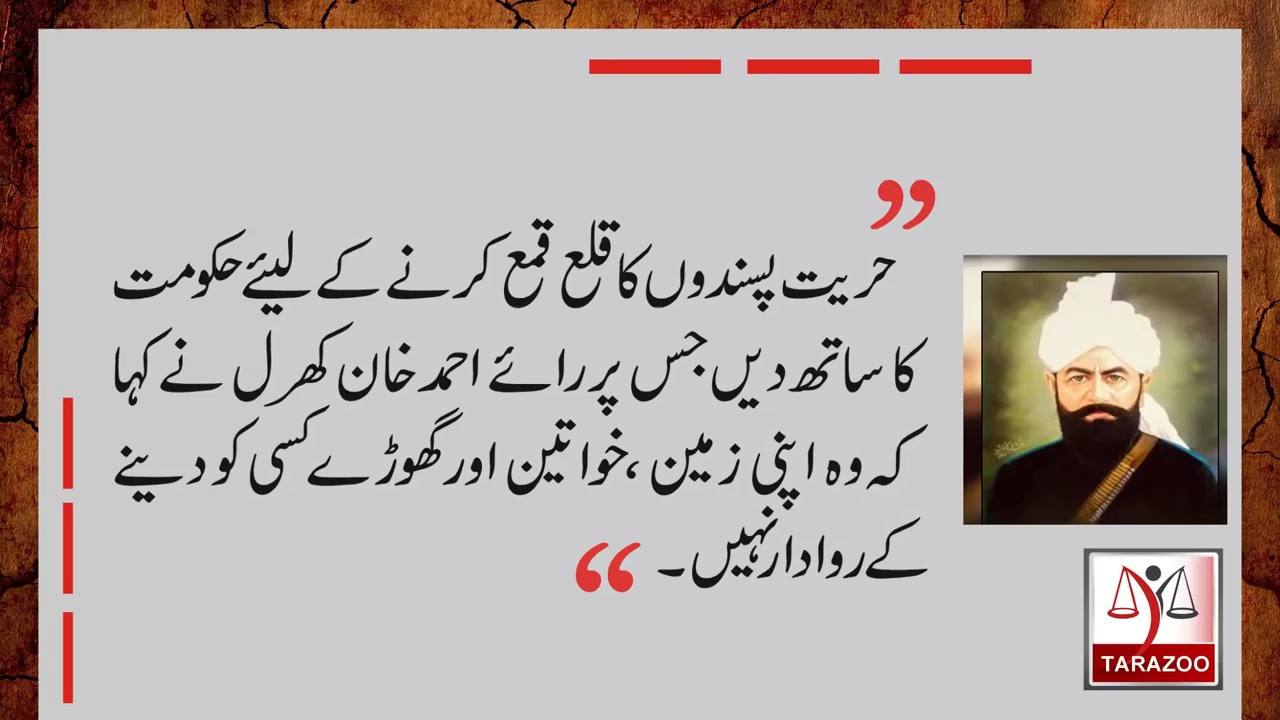 ” حریت پسندوں کا قلع قمع کرنے کے لیئے حکومت
کا ساتھ دیں جس پر رائے احمد خان کھرل نے کہا
کہ وہ اپنی زمین ،خواتین اور گھوڑے کسی کو دینے
کے روادار نہیں۔ “
TARAZOO